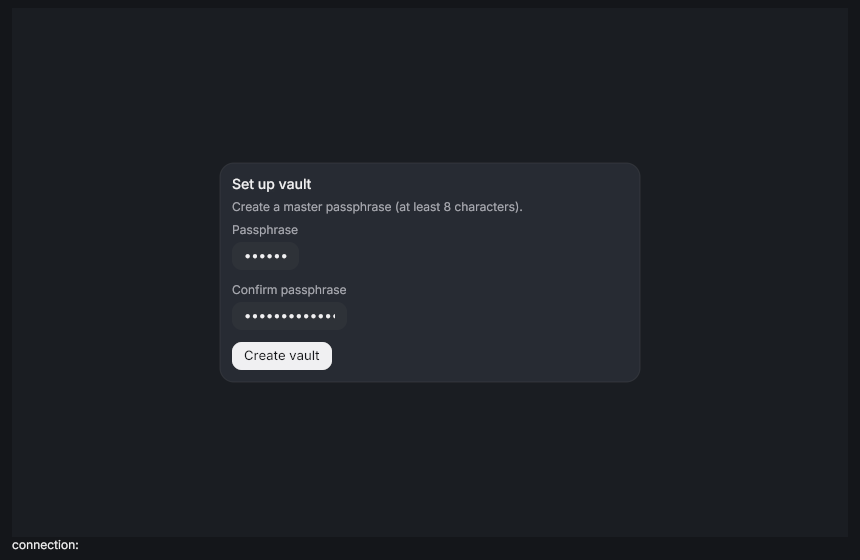 Set up vault
Create a master passphrase (at least 8 characters).
Passphrase
••••••
Confirm passphrase
•••••••••••••
Create vault
connection: